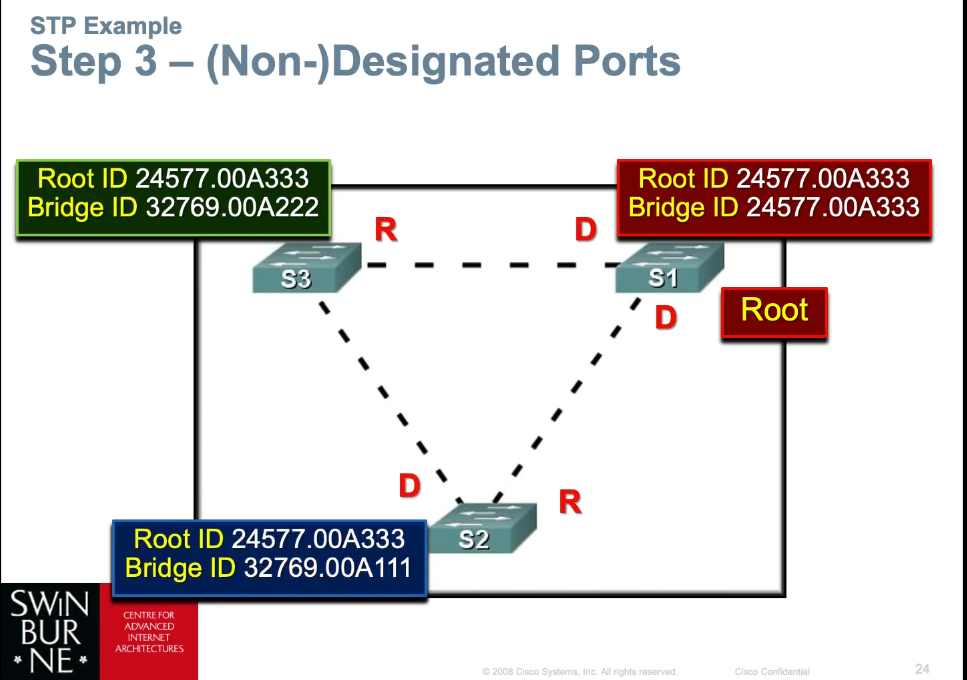 STP Example
Step 3 – (Non-)Designated Ports
Root ID 24577.00A333
Bridge ID 32769.00A222
Root ID 24577.00A333
Bridge ID 24577.00A333
R
D
S3
S1
D
Root
D
R
S2
Root ID 24577.00A333
Bridge ID 32769.00A111
SWiN
BUR
* NE *
CENTRE FOR
ADVANCED
INTERNET
ARCHITECTURES
© 2008 Cisco Systems, Inc. All rights reserved.
Cisco Confidential
24